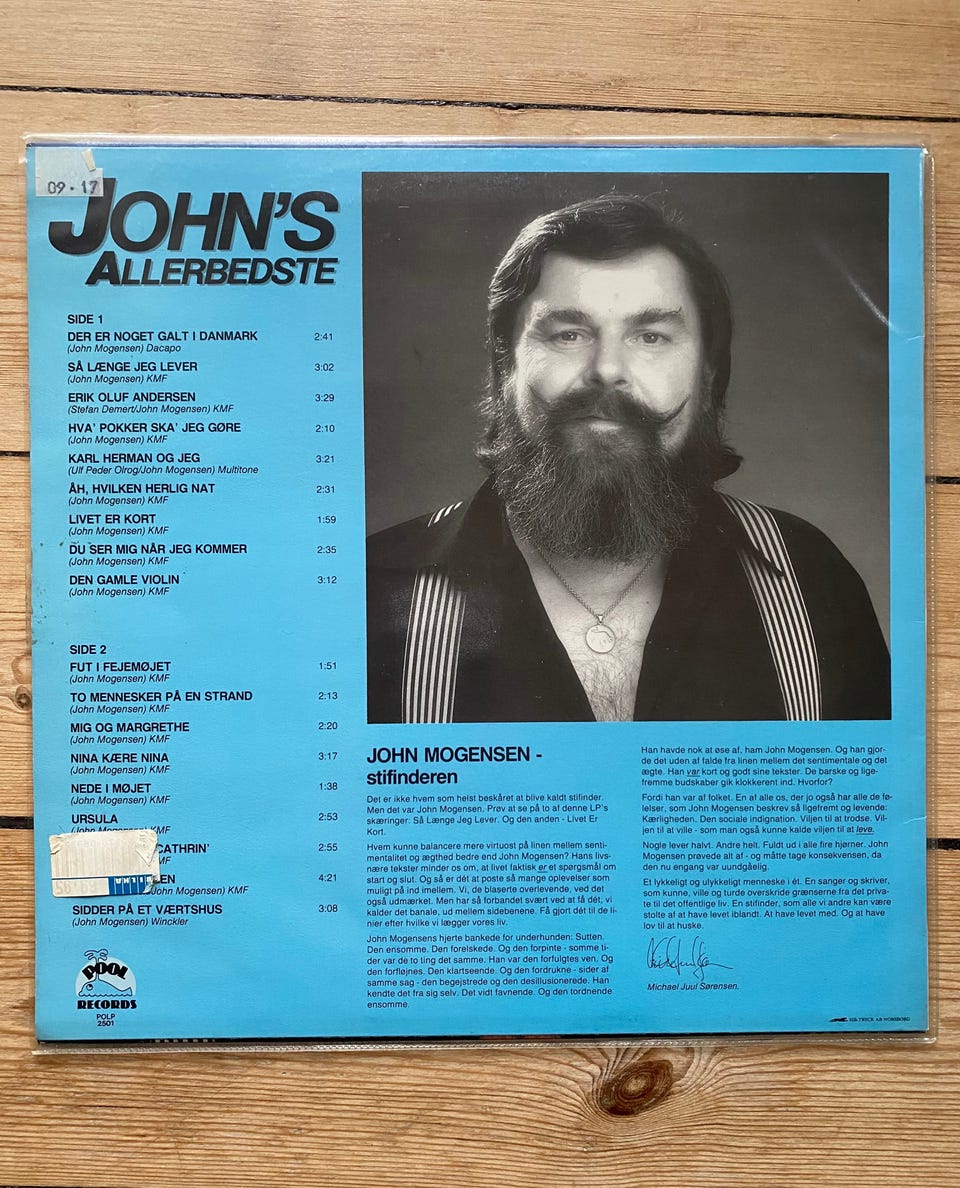 09·17
JOHN'S
ALLERBEDSTE
SIDE 1
DER ER NOGET GALT I DANMARK 2:41
(John Mogensen) Dacapo
SÅ LÆNGE JEG LEVER 3:02
(John Mogensen) KMF
ERIK OLUF ANDERSEN 3:29
(Stefan Demert/John Mogensen) KMF
HVA' POKKER SKA' JEG GØRE 2:10
(John Mogensen) KMF
KARL HERMAN OG JEG 3:21
(Ulf Peder Olrog/John Mogensen) Multitone
ÅH, HVILKEN HERLIG NAT 2:31
(John Mogensen) KMF
LIVET ER KORT 1:59
(John Mogensen) KMF
DU SER MIG NÅR JEG KOMMER 2:35
(John Mogensen) KMF
DEN GAMLE VIOLIN 3:12
(John Mogensen) KMF
SIDE 2
FUT I FEJEMØJET 1:51
(John Mogensen) KMF
TO MENNESKER PÅ EN STRAND 2:13
(John Mogensen) KMF
MIG OG MARGRETHE 2:20
(John Mogensen) KMF
NINA KÆRE NINA 3:17
(John Mogensen) KMF
NEDE I MØJET 1:38
(John Mogensen) KMF
URSULA 2:53
(John Mogensen) KMF
CATHRIN' 2:55
MF
EN 4:21
John Mogensen) KMF
SIDDER PÅ ET VÆRTSHUS 3:08
(John Mogensen) Winckler
POOL
RECORDS
POLP
2501
JOHN MOGENSEN -
stifinderen
Det er ikke hvem som helst beskåret at blive kaldt stifinder.
Men det var John Mogensen. Prøv at se på to af denne LP's
skæringer: Så Længe Jeg Lever. Og den anden - Livet Er
Kort.
Hvem kunne balancere mere virtuost på linen mellem senti-
mentalitet og ægthed bedre end John Mogensen? Hans livs-
nære tekster minder os om, at livet faktisk er et spørgsmål om
start og slut. Og så er dét at poste så mange oplevelser som
muligt på ind imellem. Vi, de blaserte overlevende, ved det
også udmærket. Men har så forbandet svært ved at få dét, vi
kalder det banale, ud mellem sidebenene. Få gjort dét til de li-
nier efter hvilke vi lægger vores liv.
John Mogensens hjerte bankede for underhunden: Sutten.
Den ensomme. Den forelskede. Og den forpinte - somme ti-
der var de to ting det samme. Han var den forfulgtes ven. Og
den forfløjnes. Den klartseende. Og den fordrukne - sider af
samme sag - den begejstrede og den desillusionerede. Han
kendte det fra sig selv. Det vidt favnende. Og den tordnende
ensomme.
Han havde nok at øse af, ham John Mogensen. Og han gjor-
de det uden af falde fra linen mellem det sentimentale og det
ægte. Han var kort og godt sine tekster. De barske og lige-
fremme budskaber gik klokkerent ind. Hvorfor?
Fordi han var af folket. En af alle os, der jo også har alle de fø-
lelser, som John Mogensen beskrev så ligefremt og levende:
Kærligheden. Den sociale indignation. Viljen til at trodse. Vil-
jen til at ville - som man også kunne kalde viljen til at leve.
Nogle lever halvt. Andre helt. Fuldt ud i alle fire hjørner. John
Mogensen prøvede alt af - og måtte tage konsekvensen, da
den nu engang var uundgåelig.
Et lykkeligt og ulykkeligt menneske i ét. En sanger og skriver,
som kunne, ville og turde overskride grænserne fra det priva-
te til det offentlige liv. En stifinder, som alle vi andre kan være
stolte af at have levet iblandt. At have levet med. Og at have
lov til at huske.
Michael Juul Sørensen.
HIS-TRYCK AB NORSBORG